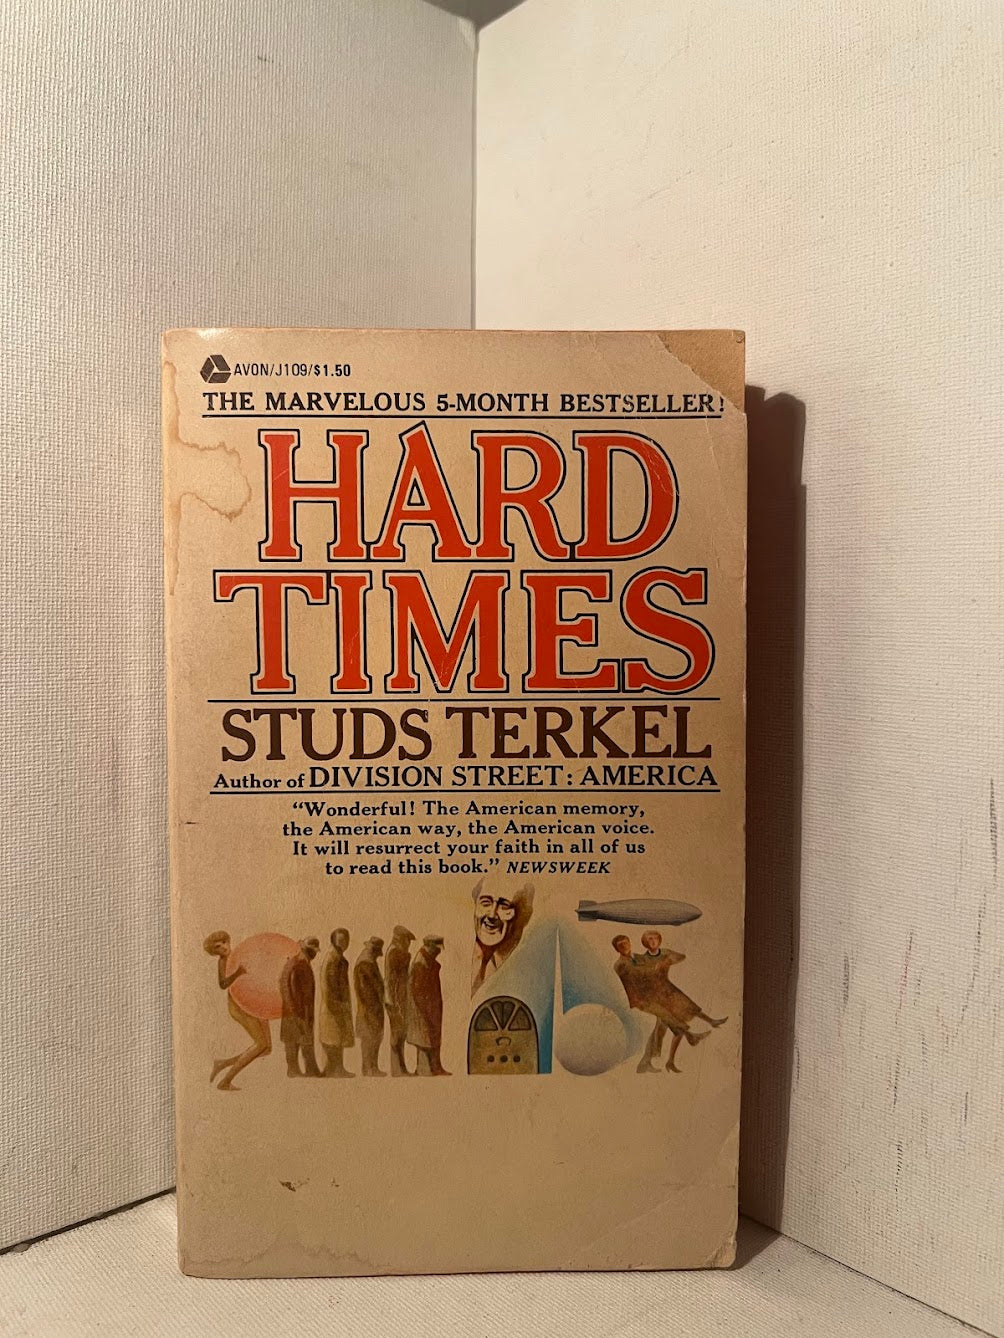 AVON/J109/$1.50
THE MARVELOUS 5-MONTH BESTSELLER!
HARD
TIMES
STUDS TERKEL
Author of DIVISION STREET: AMERICA
“Wonderful! The American memory,
the American way, the American voice.
It will resurrect your faith in all of us
to read this book.” NEWSWEEK